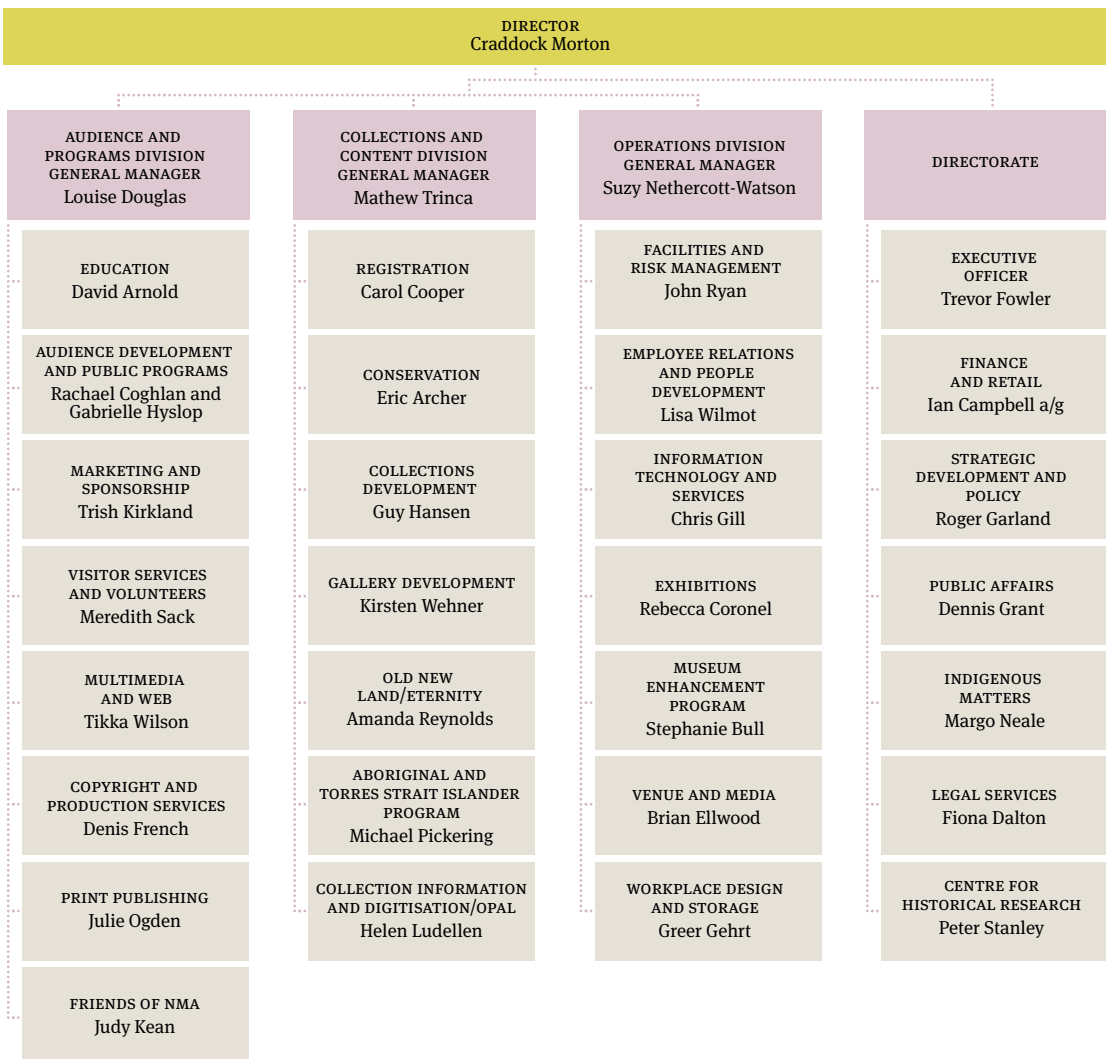 DIRECTOR
Craddock Morton
AUDIENCE AND
PROGRAMS DIVISION
GENERAL MANAGER
Louise Douglas
EDUCATION
David Arnold
AUDIENCE DEVELOPMENT
AND PUBLIC PROGRAMS
Rachael Coghlan and
Gabrielle Hyslop
MARKETING AND
SPONSORSHIP
Trish Kirkland
VISITOR SERVICES
AND VOLUNTEERS
Meredith Sack
MULTIMEDIA
AND WEB
Tikka Wilson
COPYRIGHT AND
PRODUCTION SERVICES
Denis French
PRINT PUBLISHING
Julie Ogden
FRIENDS OF NMA
Judy Kean
COLLECTIONS AND
CONTENT DIVISION
GENERAL MANAGER
Mathew Trinca
REGISTRATION
Carol Cooper
CONSERVATION
Eric Archer
COLLECTIONS
DEVELOPMENT
Guy Hansen
GALLERY DEVELOPMENT
Kirsten Wehner
OLD NEW
LAND/ETERNITY
Amanda Reynolds
ABORIGINAL AND
TORRES STRAIT ISLANDER
PROGRAM
Michael Pickering
COLLECTION INFORMATION
AND DIGITISATION/OPAL
Helen Ludellen
OPERATIONS DIVISION
GENERAL MANAGER
Suzy Nethercott-Watson
FACILITIES AND
RISK MANAGEMENT
John Ryan
EMPLOYEE RELATIONS
AND PEOPLE
DEVELOPMENT
Lisa Wilmot
INFORMATION
TECHNOLOGY AND
SERVICES
Chris Gill
EXHIBITIONS
Rebecca Coronel
MUSEUM
ENHANCEMENT
PROGRAM
Stephanie Bull
VENUE AND MEDIA
Brian Ellwood
WORKPLACE DESIGN
AND STORAGE
Greer Gehrt
DIRECTORATE
EXECUTIVE
OFFICER
Trevor Fowler
FINANCE
AND RETAIL
Ian Campbell a/g
STRATEGIC
DEVELOPMENT AND
POLICY
Roger Garland
PUBLIC AFFAIRS
Dennis Grant
INDIGENOUS
MATTERS
Margo Neale
LEGAL SERVICES
Fiona Dalton
CENTRE FOR
HISTORICAL RESEARCH
Peter Stanley